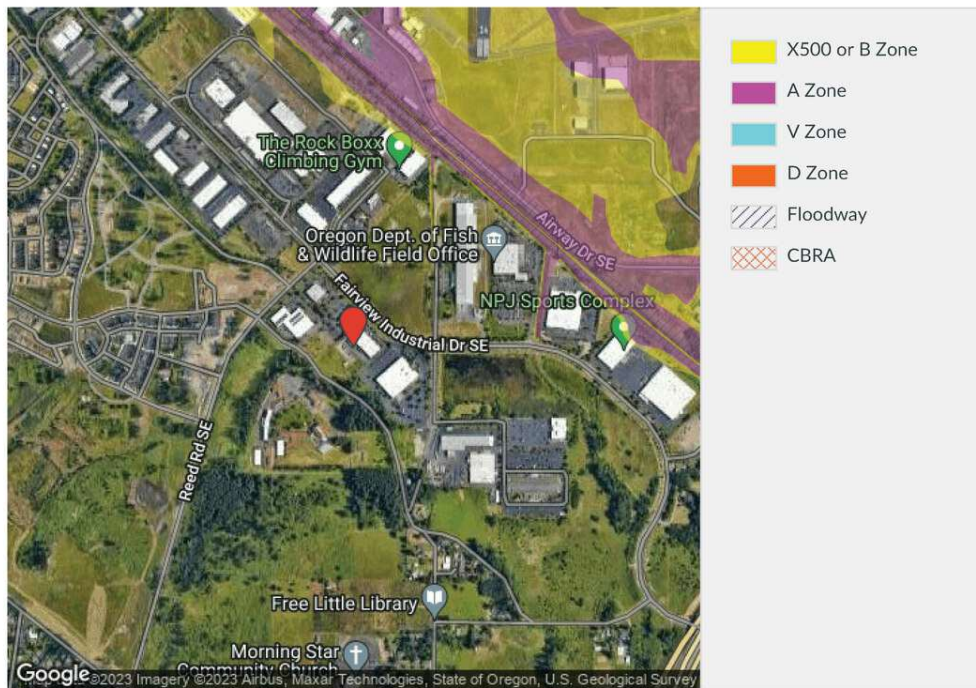 The Rock Boxx
Climbing Gym
Oregon Dept. of Fish
& Wildlife Field Office
Airway Dr SE
Fairview Industrial Dr SE
NPJ Sports Complex
Reed Rd SE
Free Little Library
Morning Star
Community Church
Google
©2023 Imagery ©2023 Airbus, Maxar Technologies, State of Oregon, U.S. Geological Survey
X500 or B Zone
A Zone
V Zone
D Zone
Floodway
CBRA